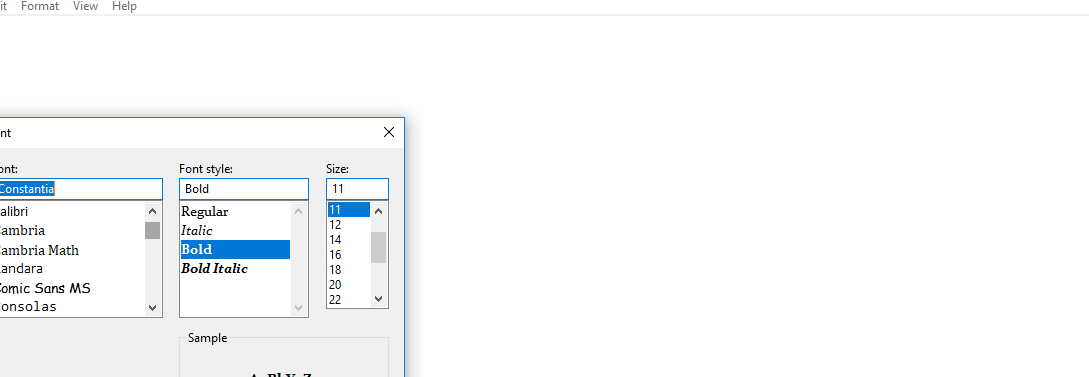 it Format View Help
nt
ont: Font style: Size:
Constantia Bold 11
alibri Regular 11
ambria Italic 12
ambria Math Bold 14
andara Bold Italic 16
omic Sans MS 18
onsolas 20
22
Sample